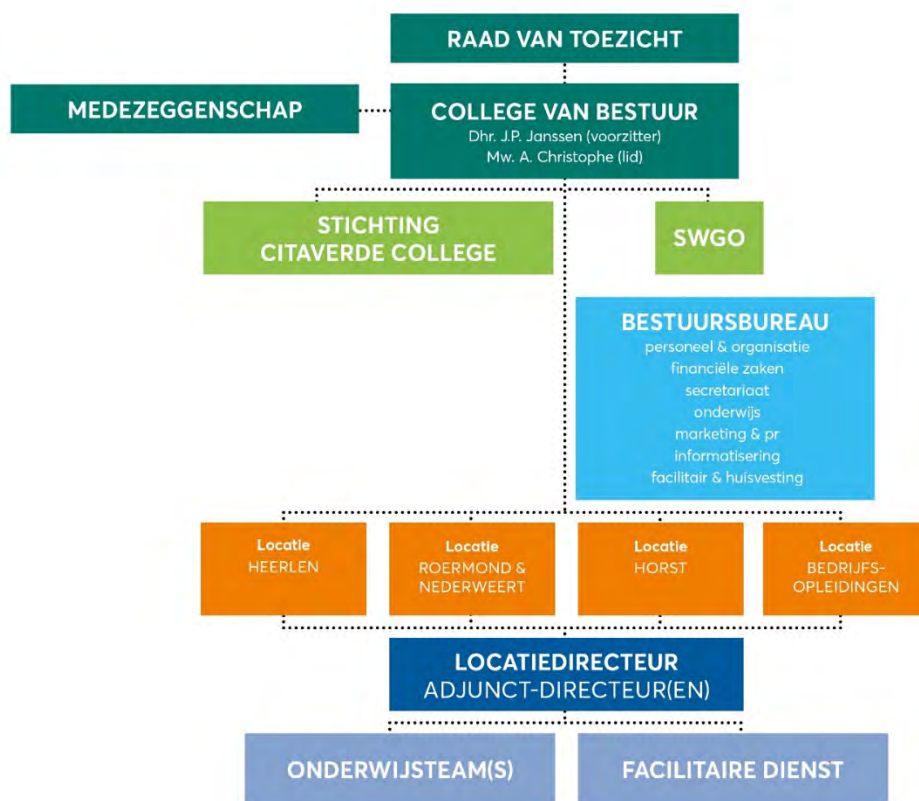 RAAD VAN TOEZICHT
MEDEZEGGENSCHAP
COLLEGE VAN BESTUUR
Dhr. J.P. Janssen (voorzitter)
Mw. A. Christophe (lid)
STICHTING
CITAVERDE COLLEGE
SWGO
BESTUURSBUREAU
personeel & organisatie
financiële zaken
secretariaat
onderwijs
marketing & pr
informatisering
facilitair & huisvesting
Locatie
HEERLEN
Locatie
ROERMOND &
NEDERWEERT
Locatie
HORST
Locatie
BEDRIJFS-
OPLEIDINGEN
LOCATIEDIRECTEUR
ADJUNCT-DIRECTEUR(EN)
ONDERWIJSTEAM(S)
FACILITAIRE DIENST